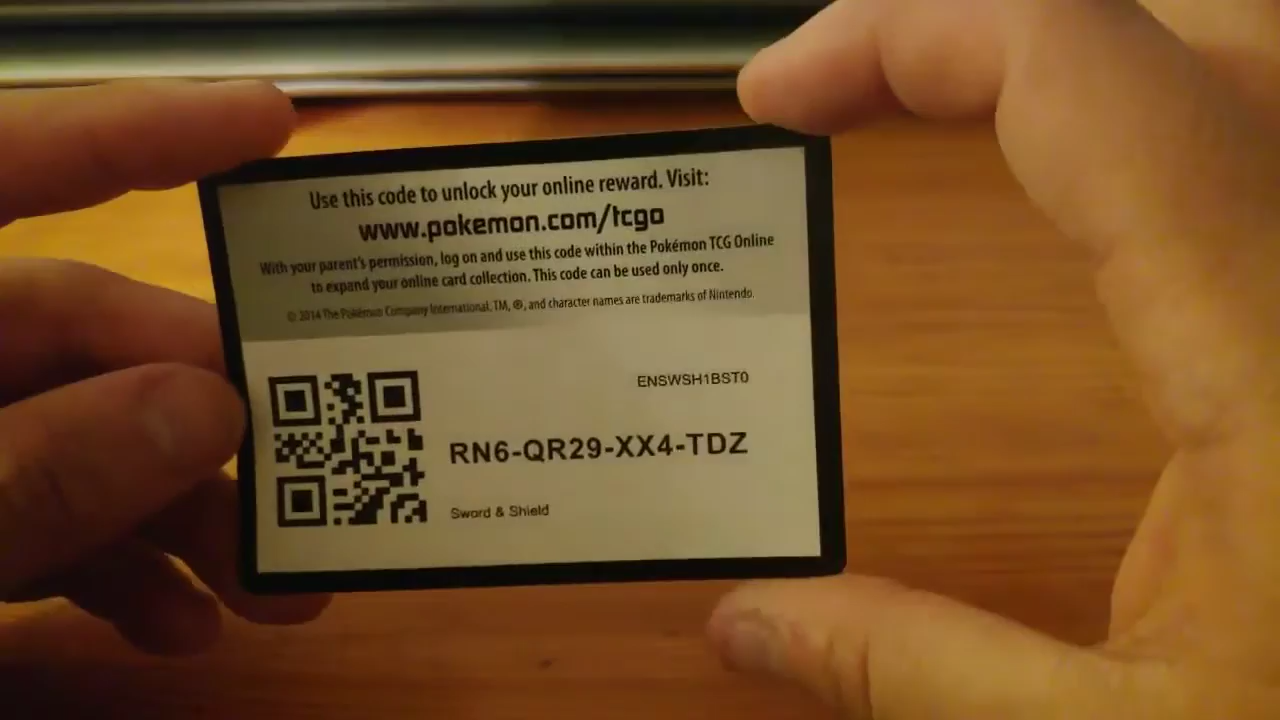 Use this code to unlock your online reward. Visit:
www.pokemon.com/tcgo
With your parent's permission, log on and use this code within the Pokémon TCG Online
to expand your online card collection. This code can be used only once.
© 2014 The Pokémon Company International. TM, ®, and character names are trademarks of Nintendo.
ENSWSH1BST0
RN6-QR29-XX4-TDZ
Sword & Shield